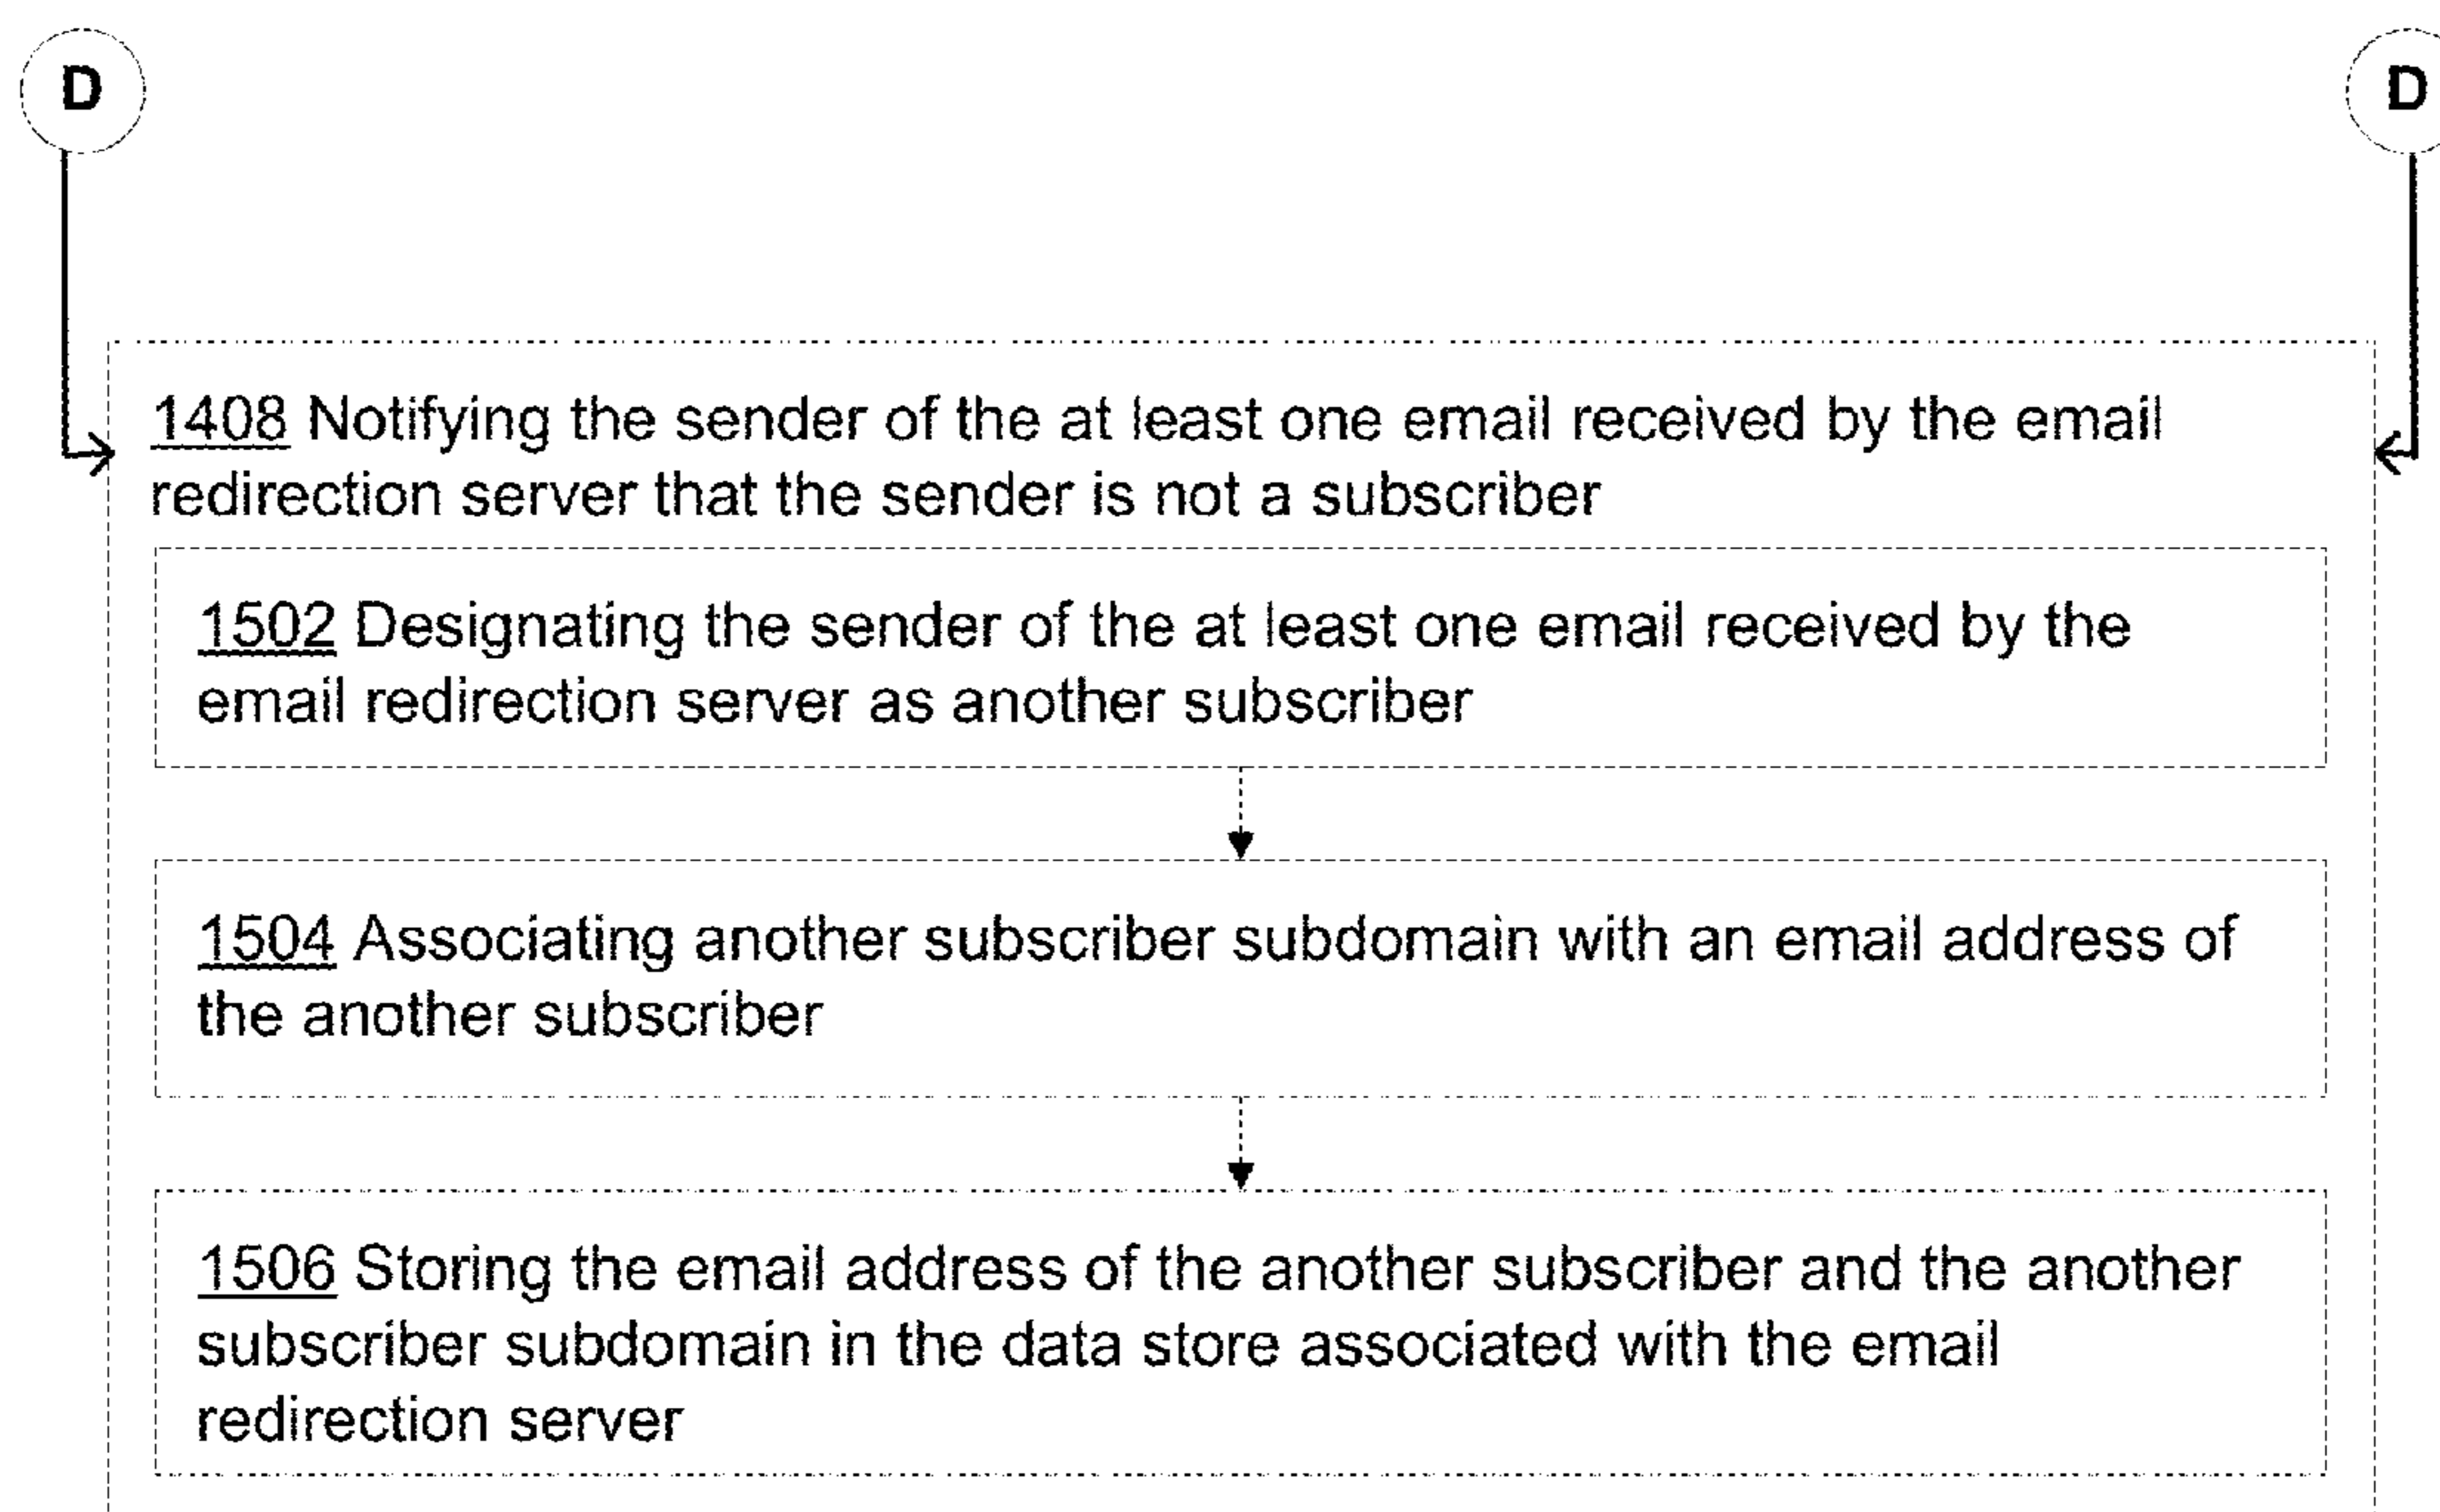 D
D
1408 Notifying the sender of the at least one email received by the email
redirection server that the sender is not a subscriber
1502 Designating the sender of the at least one email received by the
email redirection server as another subscriber
1504 Associating another subscriber subdomain with an email address of
the another subscriber
1506 Storing the email address of the another subscriber and the another
subscriber subdomain in the data store associated with the email
redirection server